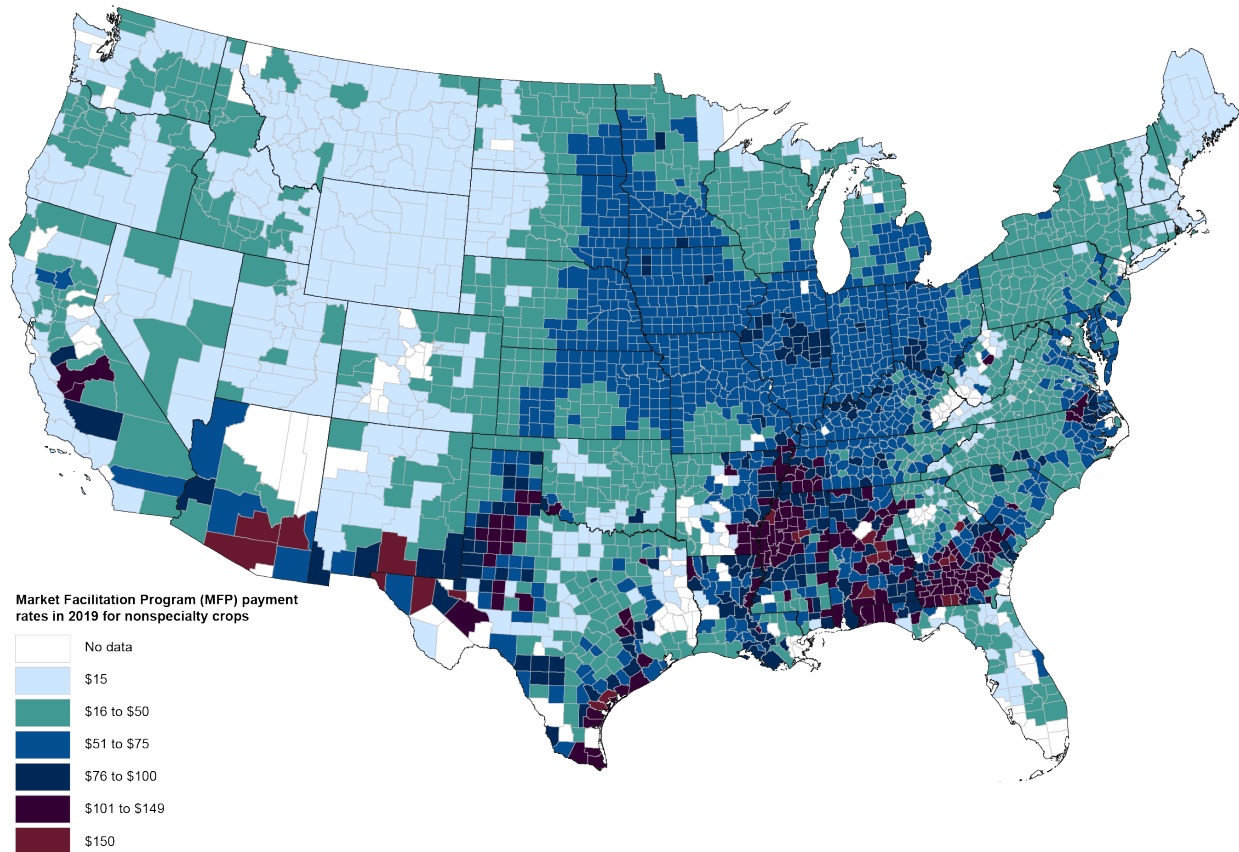 Market Facilitation Program (MFP) payment
rates in 2019 for nonspecialty crops
No data
$15
$16 to $50
$51 to $75
$76 to $100
$101 to $149
$150